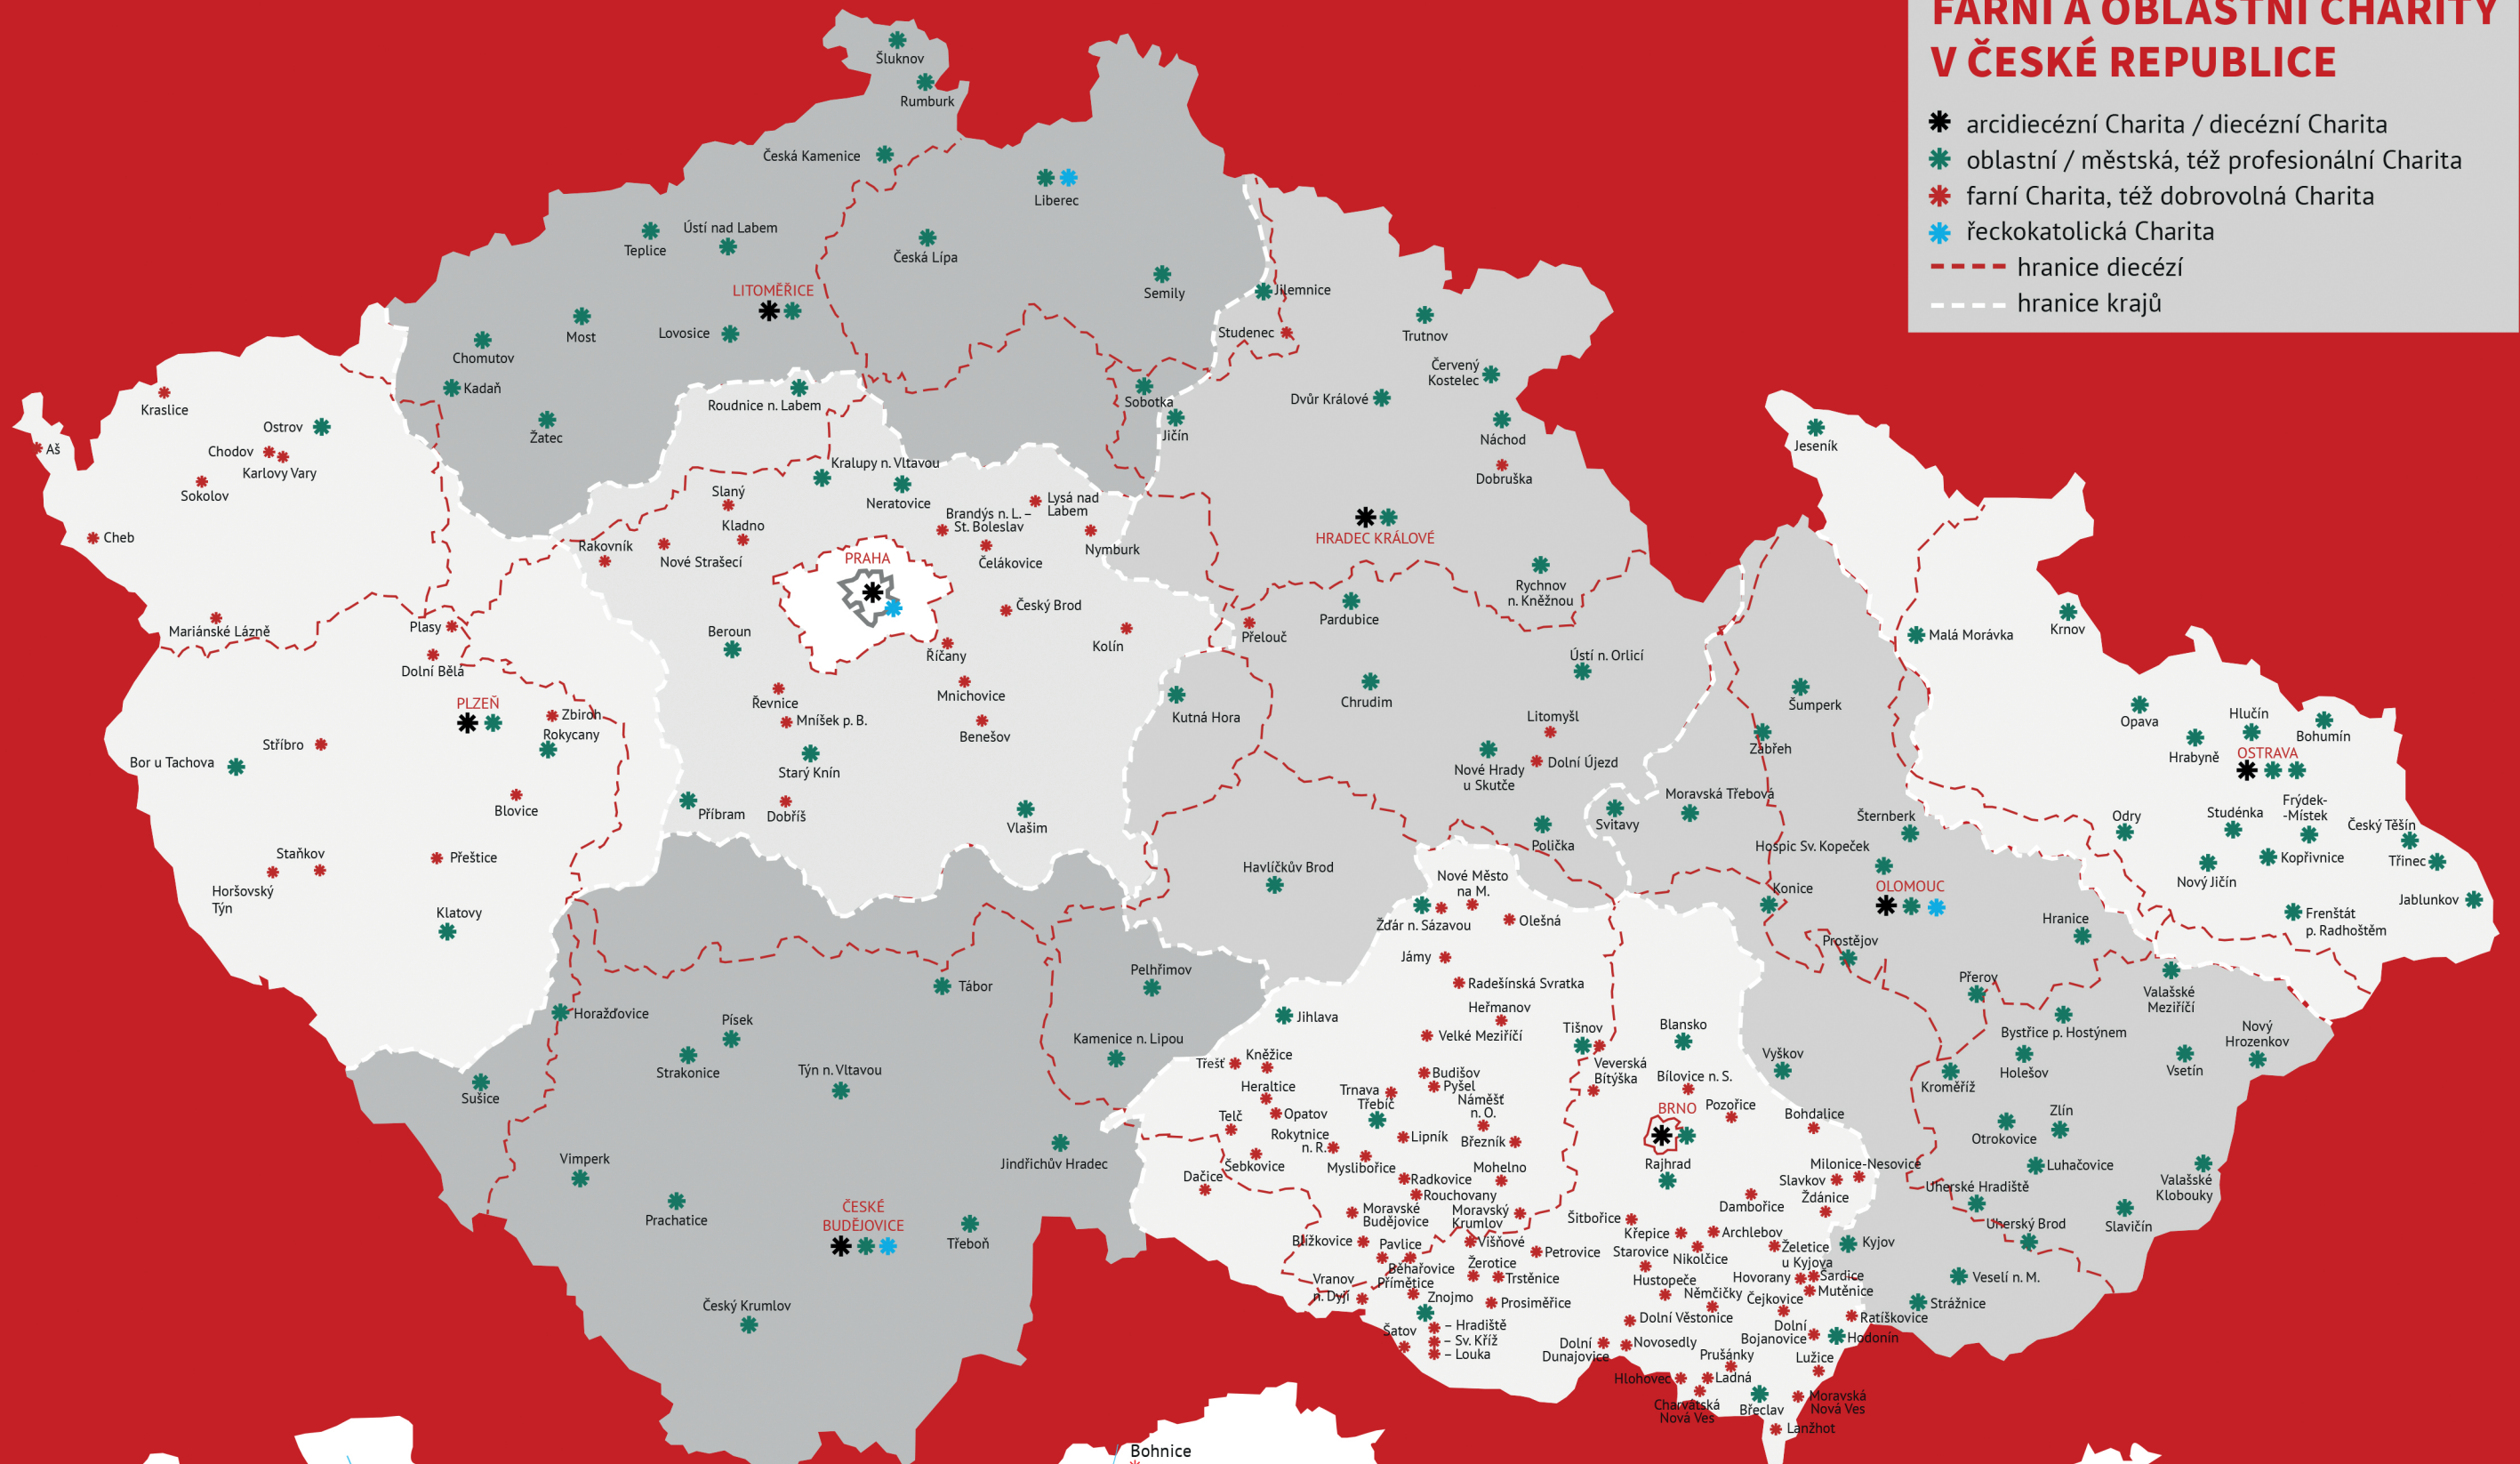 FARNÍ A OBLASTNÍ CHARITY
V ČESKÉ REPUBLICE
arcidiecézní Charita / diecézní Charita
oblastní / městská, též profesionální Charita
farní Charita, též dobrovolná Charita
řeckokatolická Charita
hranice diecézí
hranice krajů
Šluknov
Rumburk
Česká Kamenice
Liberec
Ústí nad Labem
Teplice
Česká Lípa
LITOMĚŘICE
Semily
Jilemnice
Most
Lovosice
Studenec
Trutnov
Chomutov
Kadaň
Červený
Kostelec
Kraslice
Roudnice n. Labem
Sobotka
Dvůr Králové
Ostrov
Žatec
Jičín
Náchod
Jeseník
Aš
Chodov
Karlovy Vary
Kralupy n. Vltavou
Dobruška
Sokolov
Slaný
Neratovice
Lysá nad
Labem
Brandýs n. L. –
St. Boleslav
Kladno
Cheb
Rakovník
Nové Strašecí
PRAHA
Čelákovice
Nymburk
HRADEC KRÁLOVÉ
Rychnov
n. Kněžnou
Český Brod
Pardubice
Mariánské Lázně
Plasy
Beroun
Říčany
Kolín
Přelouč
Malá Morávka
Krnov
Dolní Bělá
Ústí n. Orlicí
PLZEŇ
Řevnice
Mnichovice
Kutná Hora
Chrudim
Šumperk
Zbiroh
Mníšek p. B.
Litomyšl
Opava
Hlučín
Bohumín
Stříbro
Rokycany
Benešov
Zábřeh
Hrabyně
OSTRAVA
Bor u Tachova
Starý Knín
Nové Hrady
u Skutče
Dolní Újezd
Blovice
Příbram
Dobříš
Vlašim
Svitavy
Moravská Třebová
Šternberk
Odry
Studénka
Frýdek-
-Místek
Český Těšín
Polička
Hospic Sv. Kopeček
Staňkov
Přeštice
Havlíčkův Brod
Nový Jičín
Kopřivnice
Třinec
Horšovský
Týn
Nové Město
na M.
Konice
OLOMOUC
Jablunkov
Klatovy
Žďár n. Sázavou
Olešná
Hranice
Frenštát
p. Radhoštěm
Prostějov
Jámy
Pelhřimov
Tábor
Radešínská Svratka
Přerov
Valašské
Meziříčí
Horažďovice
Písek
Jihlava
Heřmanov
Tišnov
Blansko
Bystřice p. Hostýnem
Nový
Hrozenkov
Kamenice n. Lipou
Velké Meziříčí
Třešť
Kněžice
Veverská
Bítýška
Vyškov
Strakonice
Týn n. Vltavou
Budišov
Bílovice n. S.
Holešov
Vsetín
Kroměříž
Sušice
Heraltice
Trnava
Pyšel
Třebíč
Náměšť
n. O.
BRNO
Pozořice
Bohdalice
Zlín
Telč
Opatov
Rokytnice
n. R.
Lipník
Březník
Otrokovice
Jindřichův Hradec
Vimperk
Šebkovice
Myslibořice
Mohelno
Rajhrad
Milonice-Nesovice
Luhačovice
Dačice
Radkovice
Slavkov
Valašské
Klobouky
Rouchovany
Ždánice
Uherské Hradiště
Prachatice
ČESKÉ
BUDĚJOVICE
Moravské
Budějovice
Moravský
Krumlov
Dambořice
Šitbořice
Uherský Brod
Slavičín
Třeboň
Blížkovice
Pavlice
Višňové
Petrovice
Křepice
Archlebov
Kyjov
Starovice
Nikolčice
Želetice
u Kyjova
Běhařovice
Žerotice
Přímětice
Trstěnice
Hustopeče
Hovorany
Šardice
Veselí n. M.
Vranov
n. Dyjí
Znojmo
Prosiměřice
Němčičky
Čejkovice
Mutěnice
Strážnice
Český Krumlov
Šatov
– Hradiště
– Sv. Kříž
– Louka
Dolní Věstonice
Dolní
Bojanovice
Ratíškovice
Hodonín
Dolní
Dunajovice
Novosedly
Prušánky
Lužice
Hlohovec
Ladná
Charvátská
Nová Ves
Břeclav
Moravská
Nová Ves
Lanžhot
Bohnice